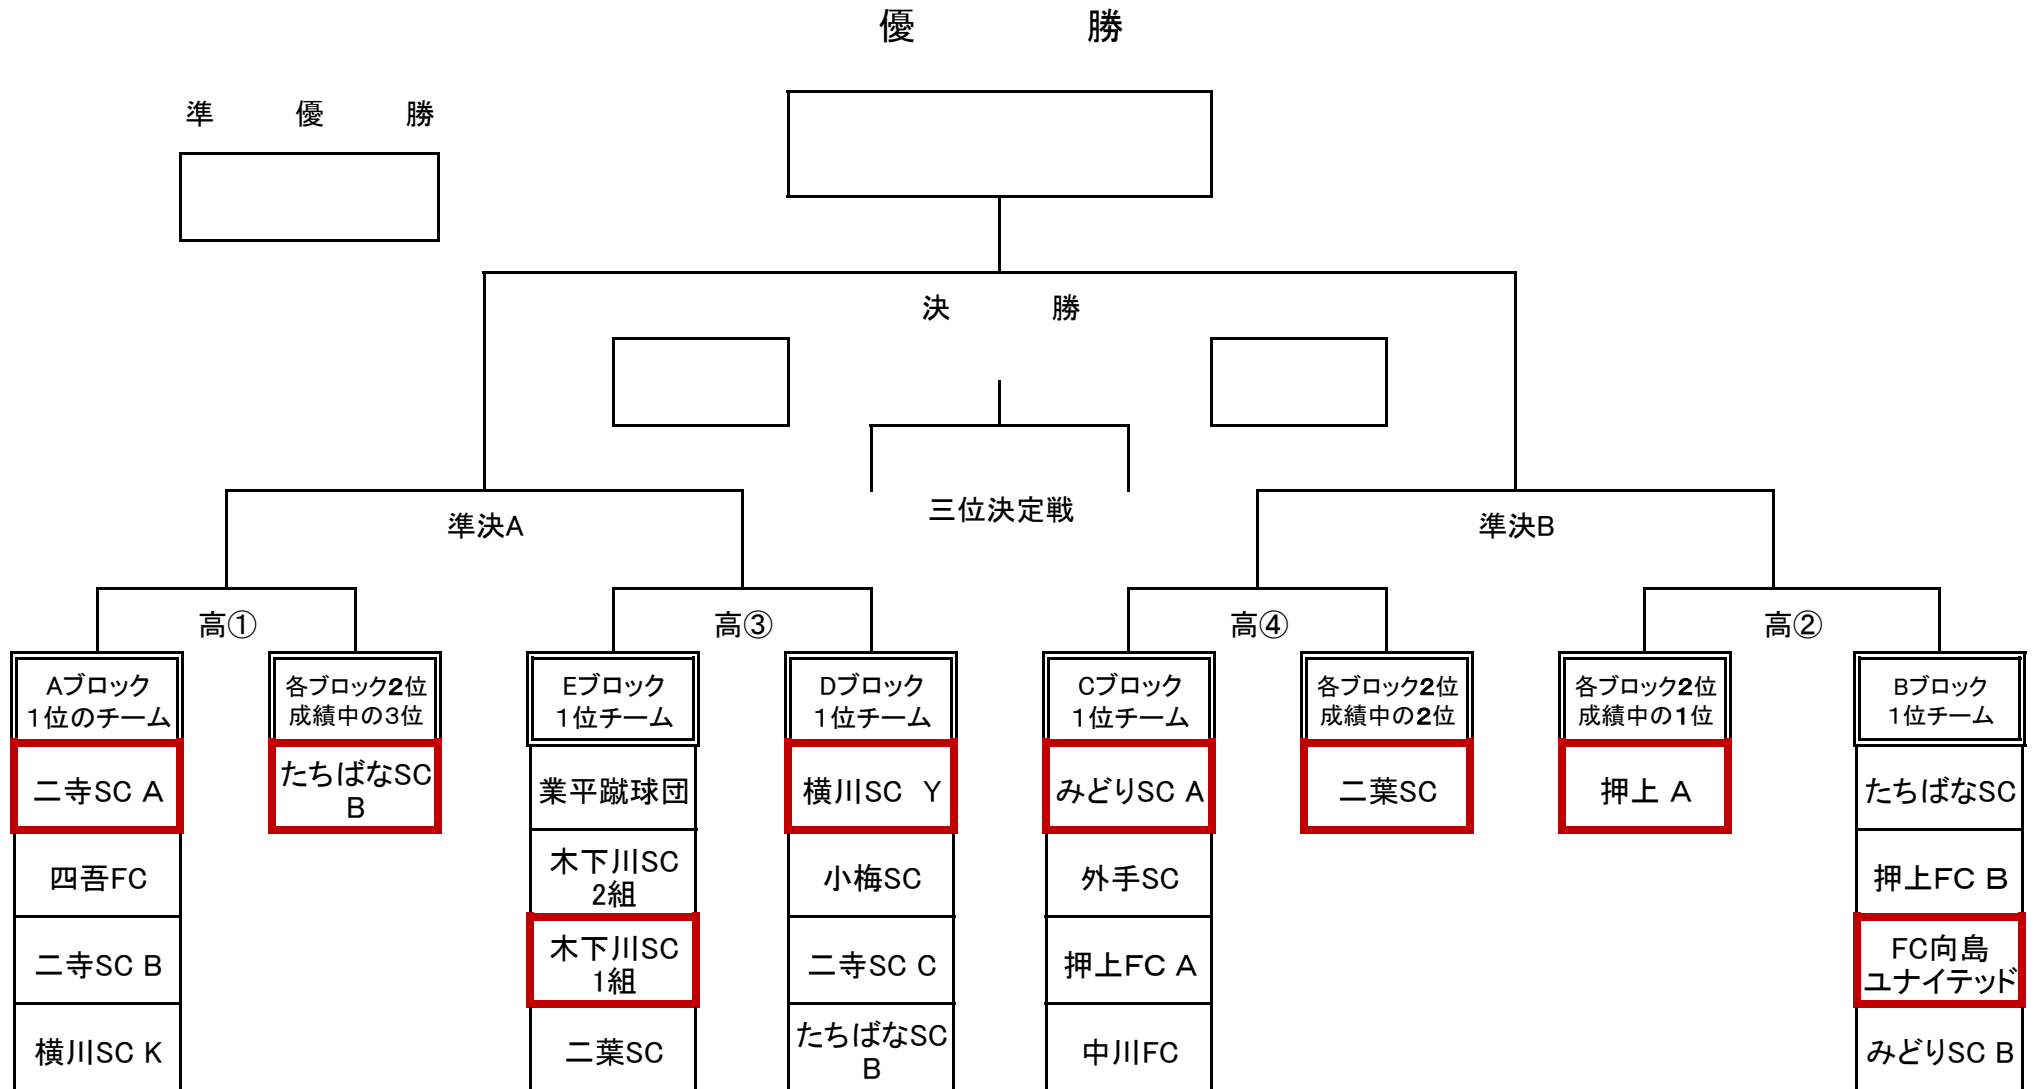 優　勝
準　優　勝
決　勝
三位決定戦
準決A
準決B
高①
高③
高④
高②
Aブロック
1位のチーム
各ブロック2位
成績中の3位
Eブロック
1位チーム
Dブロック
1位チーム
Cブロック
1位チーム
各ブロック2位
成績中の2位
各ブロック2位
成績中の1位
Bブロック
1位チーム
二寺SC A
たちばなSC
B
業平蹴球団
横川SC Y
みどりSC A
二葉SC
押上 A
たちばなSC
四吾FC
木下川SC
2組
小梅SC
外手SC
押上FC B
二寺SC B
木下川SC
1組
二寺SC C
押上FC A
FC向島
ユナイテッド
横川SC K
二葉SC
たちばなSC
B
中川FC
みどりSC B